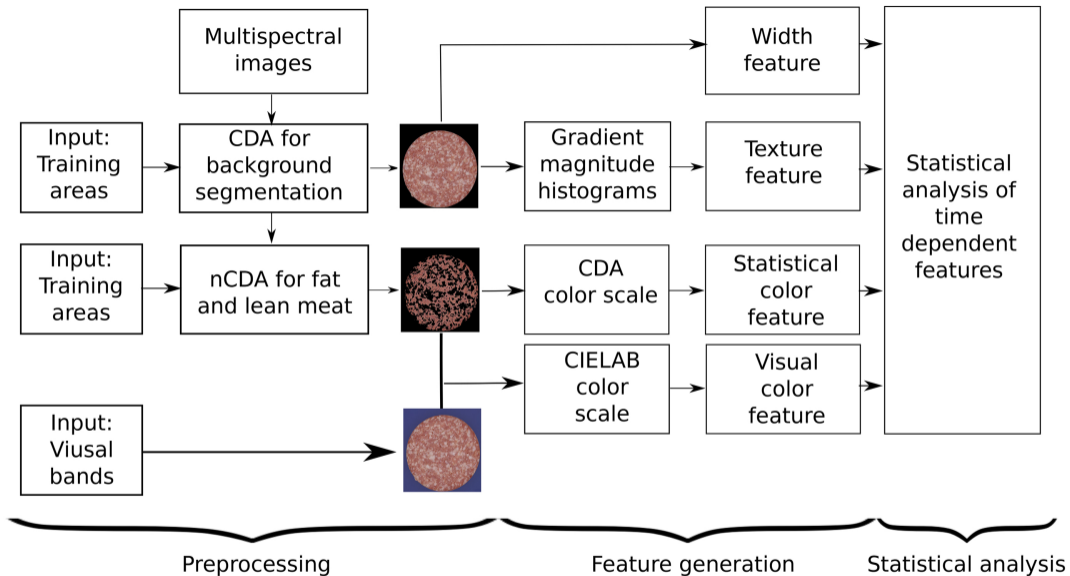 Multispectral
images
Width
feature
Input:
Training
areas
CDA for
background
segmentation
Gradient
magnitude
histograms
Texture
feature
Statistical
analysis of
time
dependent
features
Input:
Training
areas
nCDA for fat
and lean meat
CDA
color scale
Statistical
color
feature
CIELAB
color
scale
Visual
color
feature
Input:
Viusal
bands
Preprocessing
Feature generation
Statistical analysis